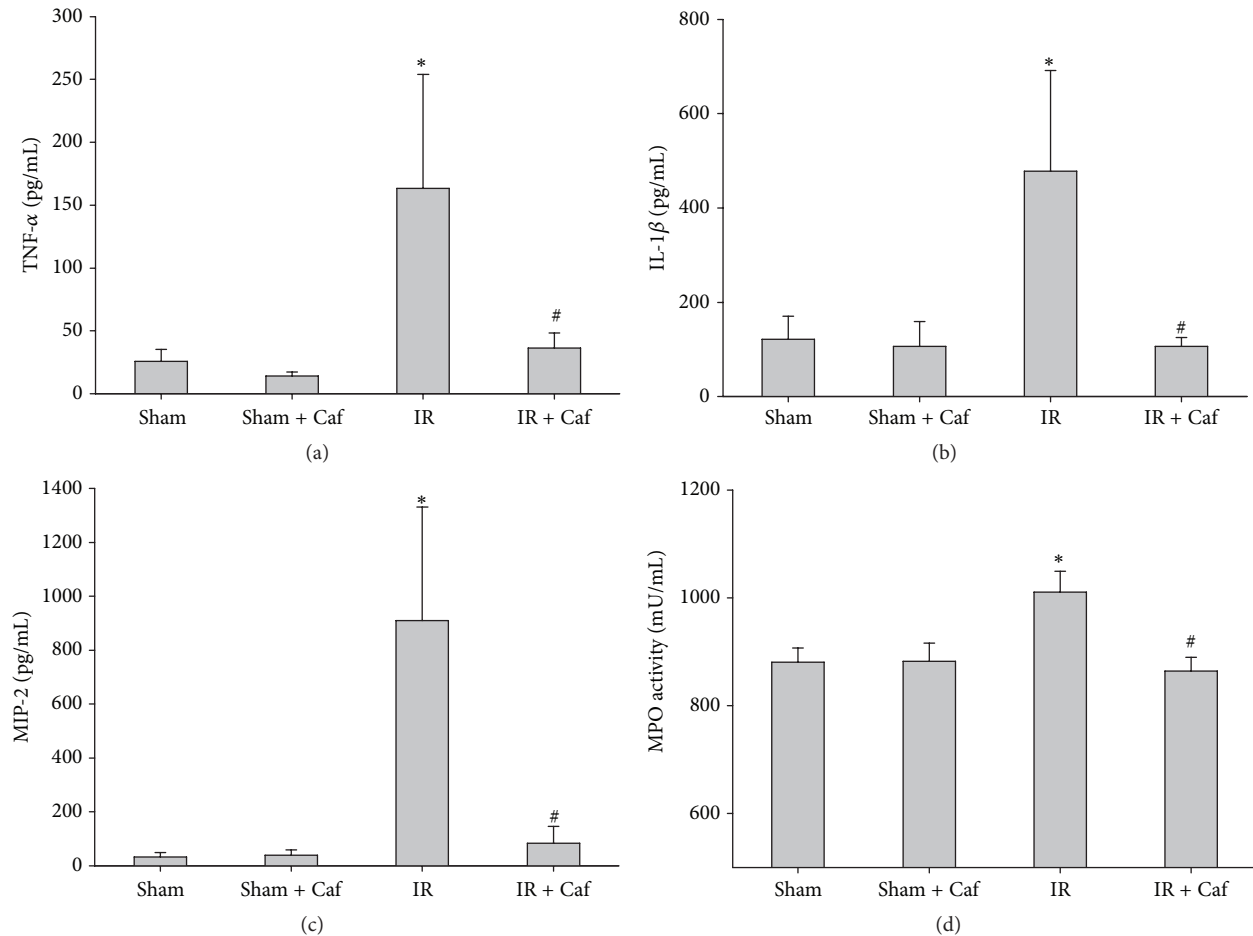 300
250
200
150
100
50
0
TNF-α (pg/mL)
*
#
Sham
Sham + Caf
IR
IR + Caf
(a)
800
600
400
200
0
IL-1β (pg/mL)
*
#
Sham
Sham + Caf
IR
IR + Caf
(b)
1400
1200
1000
800
600
400
200
0
MIP-2 (pg/mL)
*
#
Sham
Sham + Caf
IR
IR + Caf
(c)
1200
1000
800
600
MPO activity (mU/mL)
*
#
Sham
Sham + Caf
IR
IR + Caf
(d)